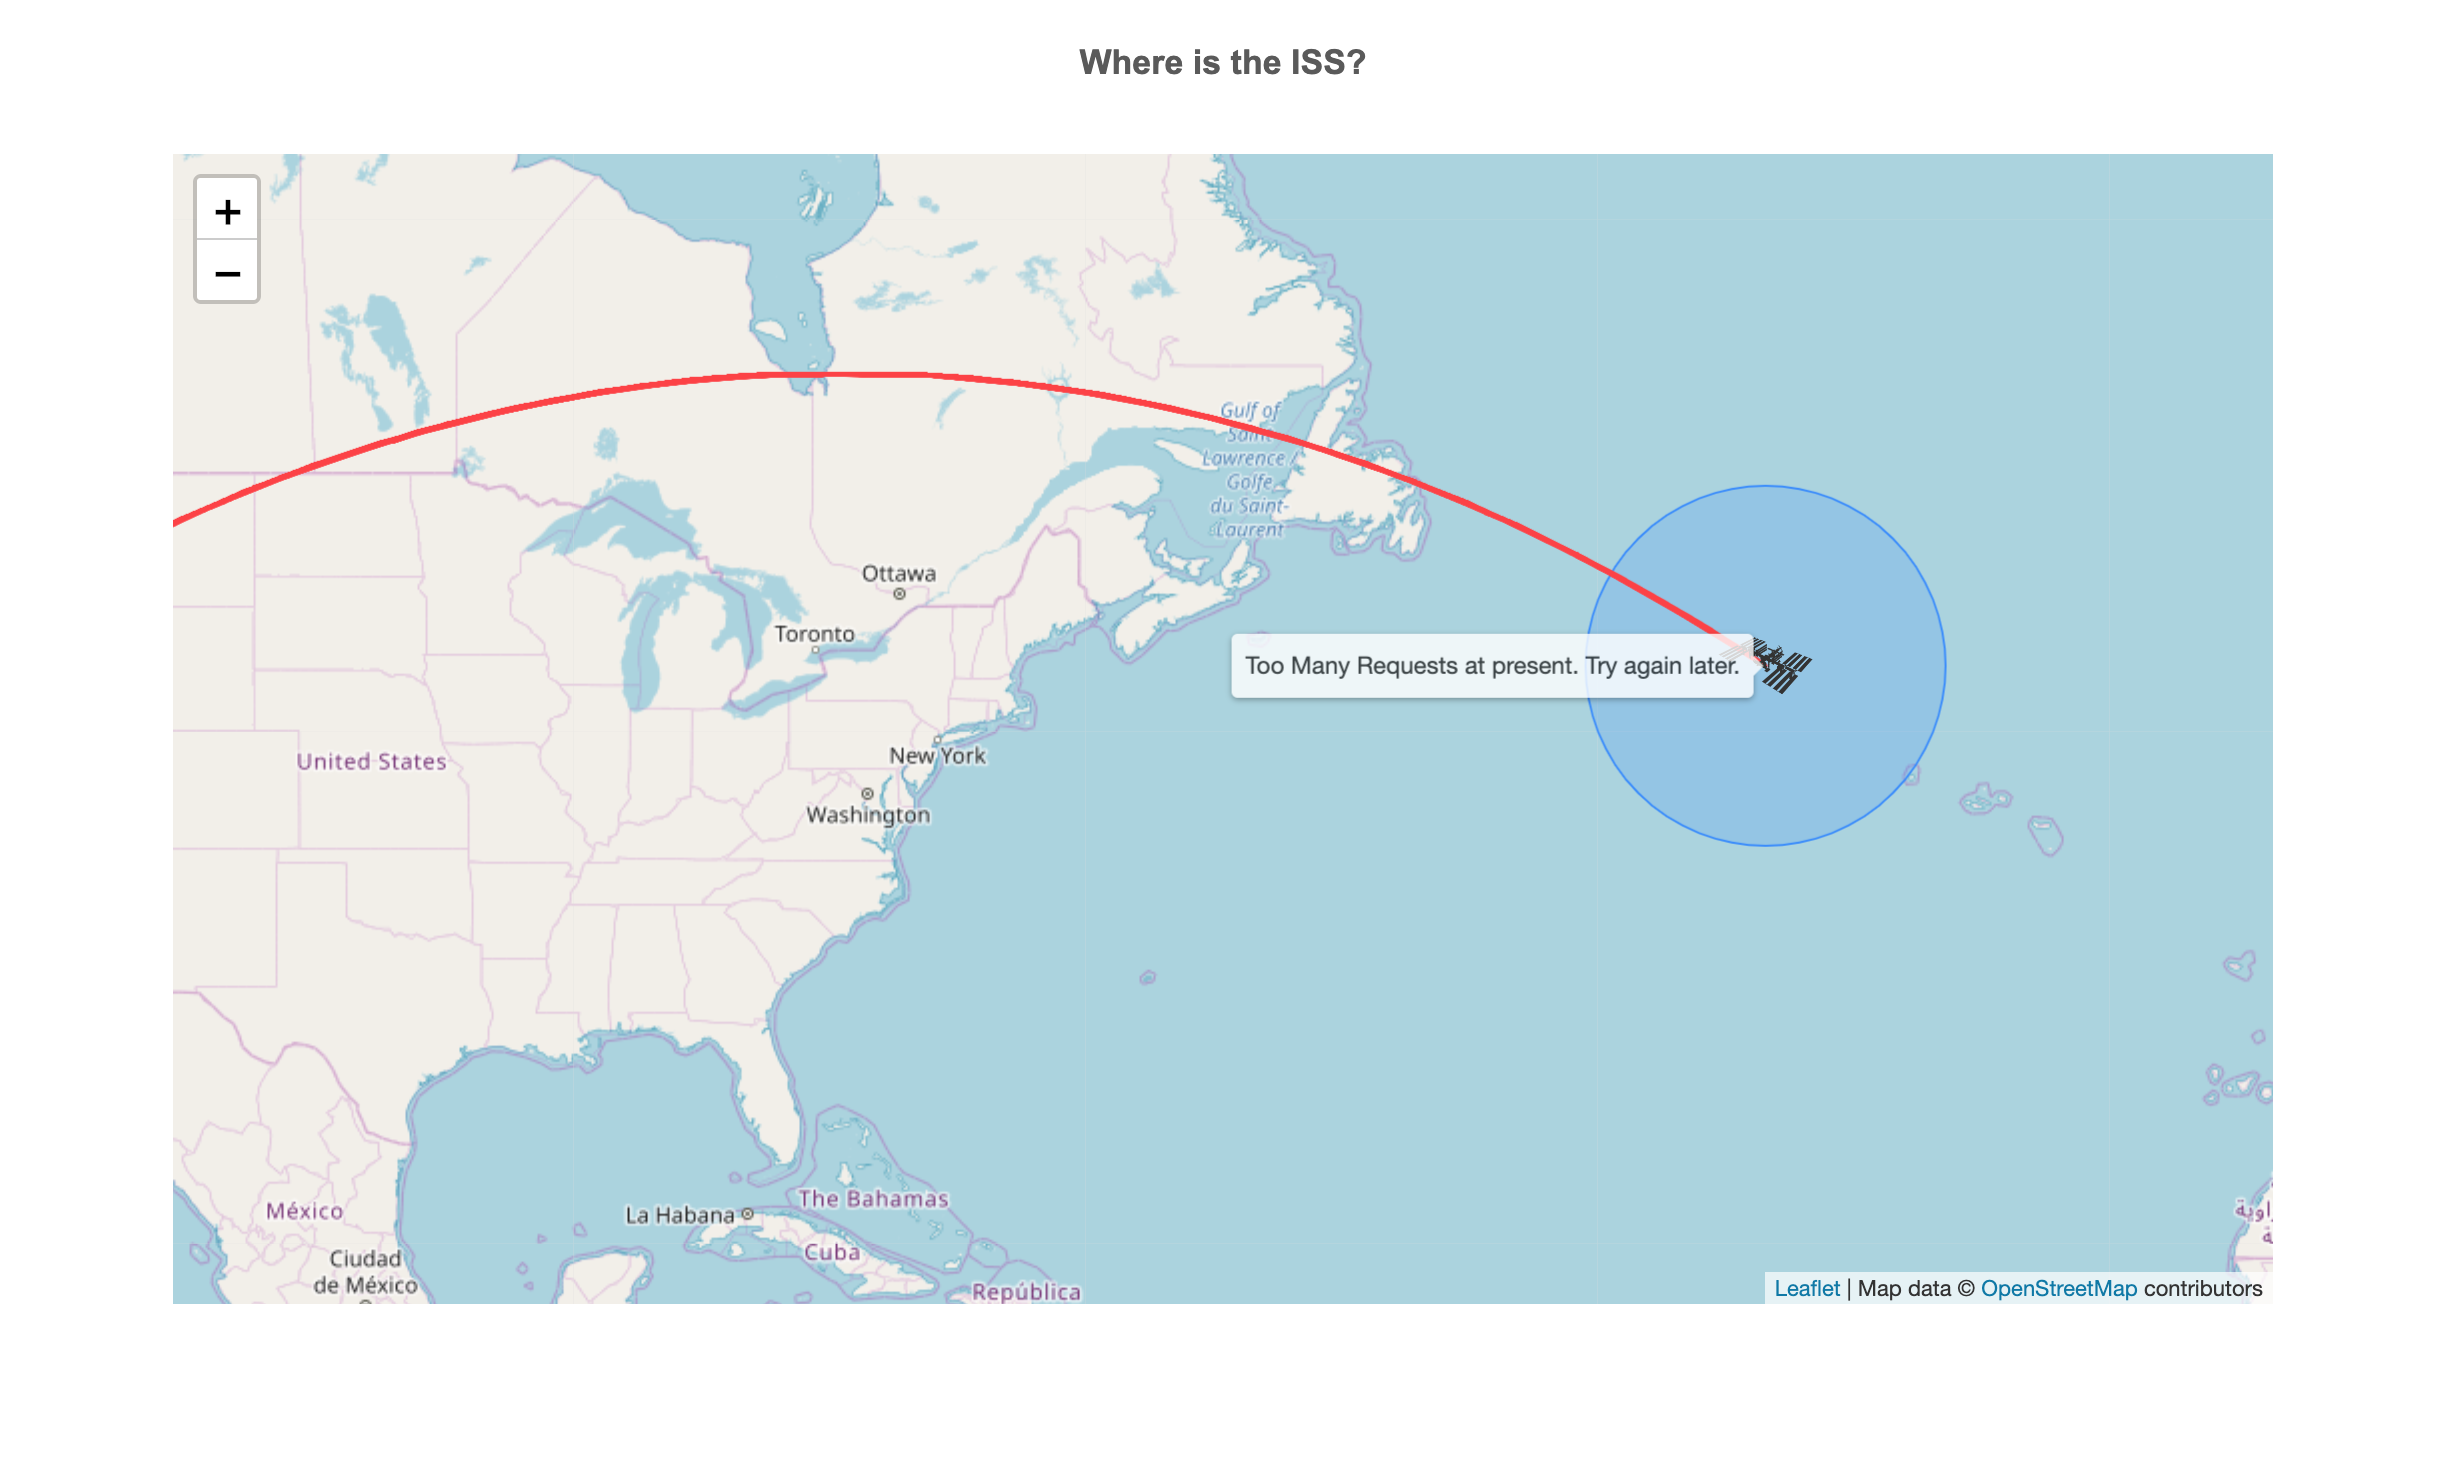 Where is the ISS?
+
−
Gulf of
Saint
Lawrence /
Golfe
du Saint-
Laurent
Ottawa
Toronto
Too Many Requests at present. Try again later.
New York
United States
Washington
The Bahamas
México
La Habana
Cuba
Ciudad
de México
República
Leaflet | Map data © OpenStreetMap contributors